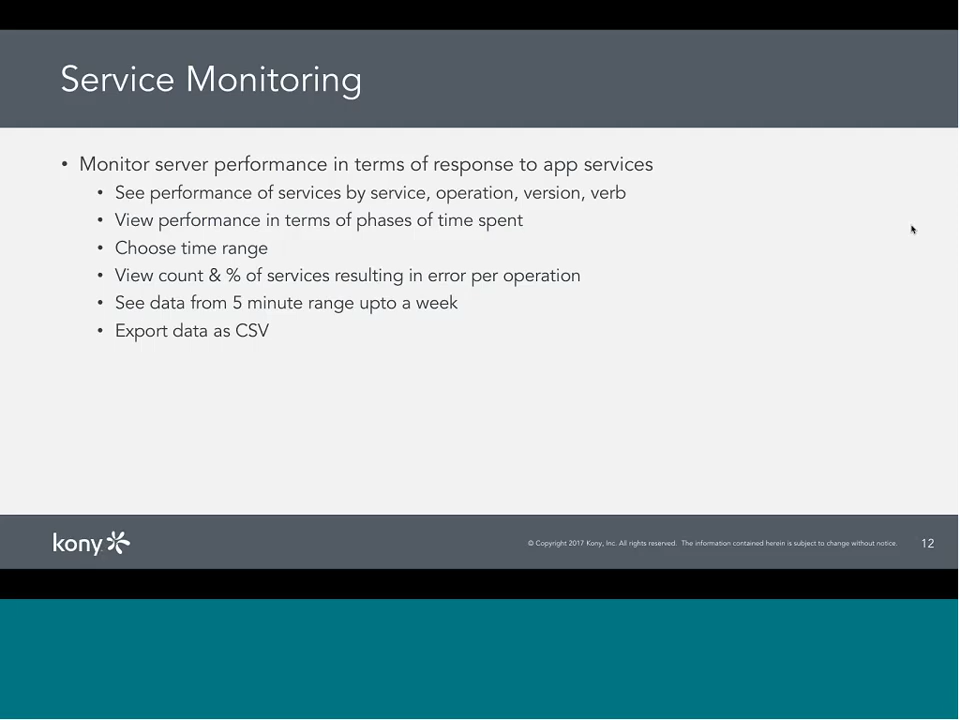 Service Monitoring
• Monitor server performance in terms of response to app services
• See performance of services by service, operation, version, verb
• View performance in terms of phases of time spent
• Choose time range
• View count & % of services resulting in error per operation
• See data from 5 minute range upto a week
• Export data as CSV
kony
© Copyright 2017 Kony, Inc. All rights reserved. The information contained herein is subject to change without notice.
12